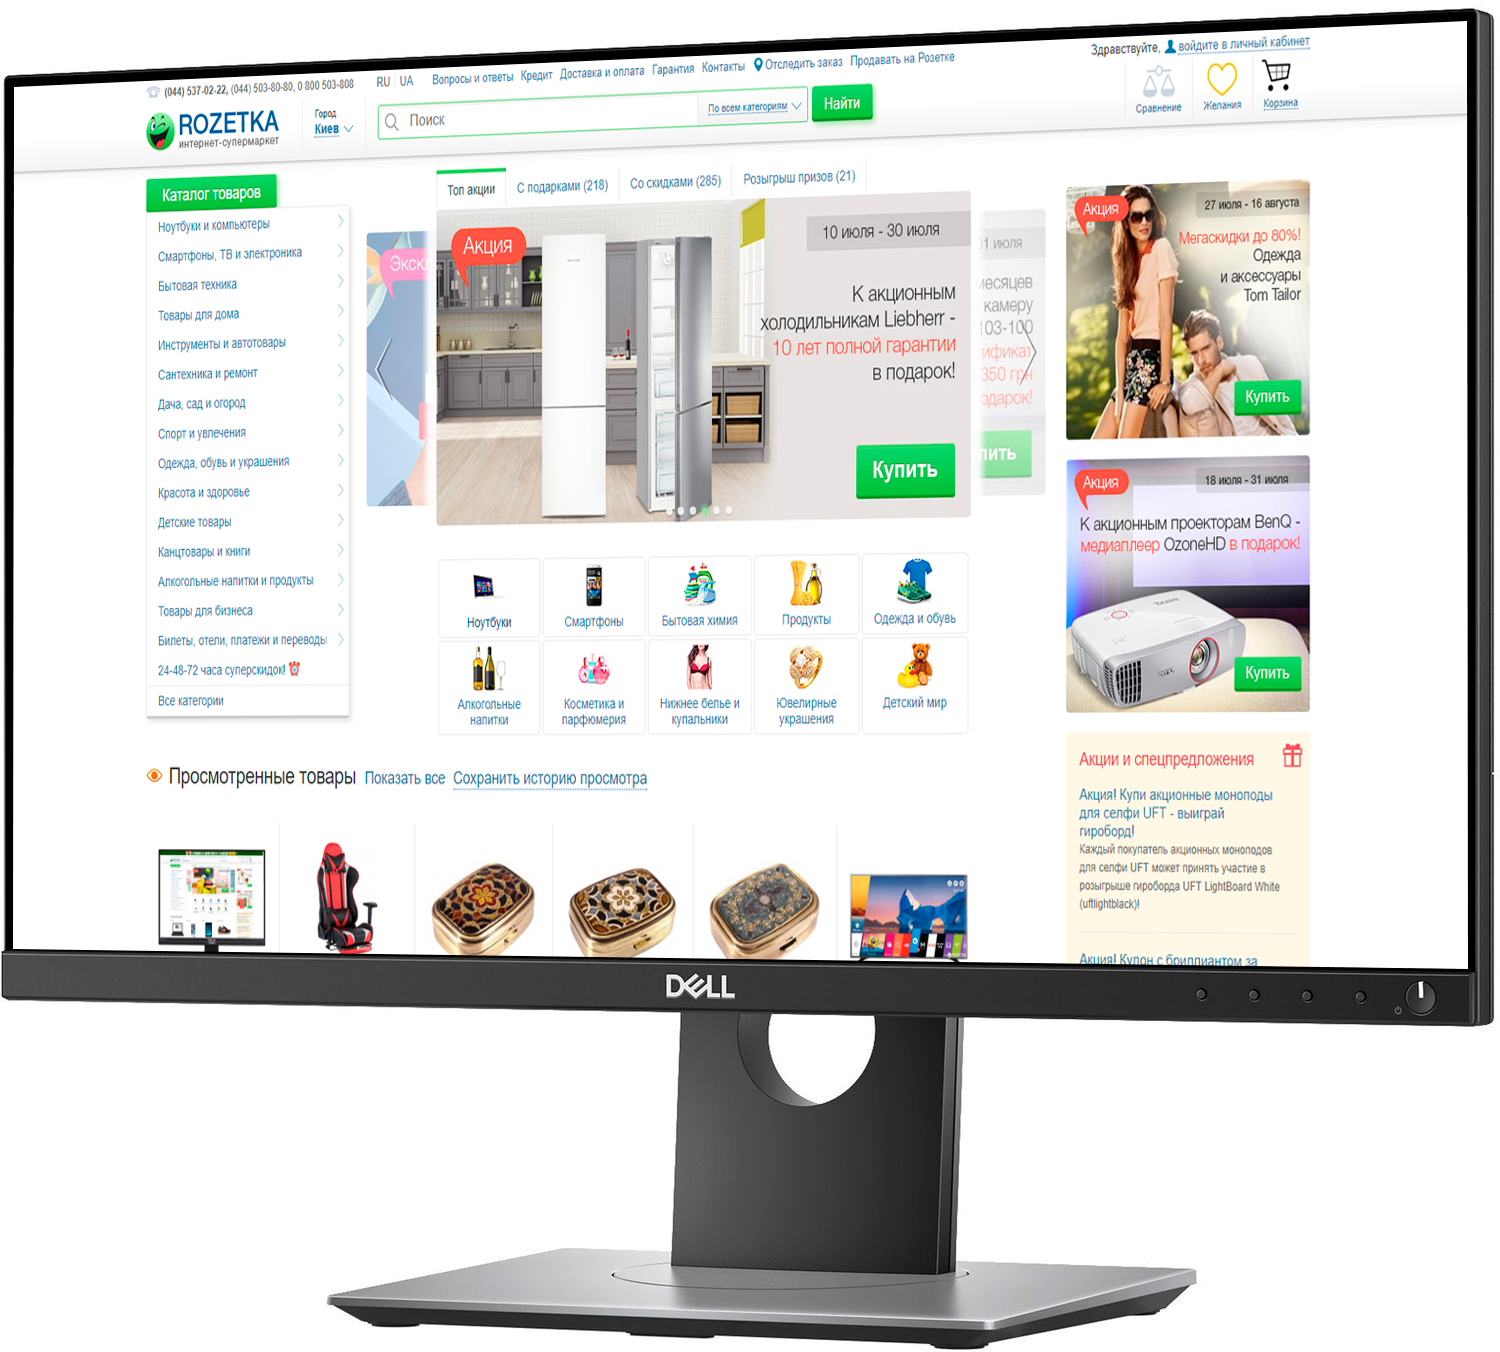 (044) 537-02-22, (044) 503-80-80, 0 800 503-808
RU UA Вопросы и ответы Кредит Доставка и оплата Гарантия Контакты Отследить заказ Продавать на Розетке
Здравствуйте, войдите в личный кабинет
ROZETKA
интернет-супермаркет
Город
Киев
Поиск
По всем категориям
Найти
Сравнение
Желания
Корзина
Каталог товаров
Ноутбуки и компьютеры
Смартфоны, ТВ и электроника
Бытовая техника
Товары для дома
Инструменты и автотовары
Сантехника и ремонт
Дача, сад и огород
Спорт и увлечения
Одежда, обувь и украшения
Красота и здоровье
Детские товары
Канцтовары и книги
Алкогольные напитки и продукты
Товары для бизнеса
Билеты, отели, платежи и переводы
24-48-72 часа суперскидок!
Все категории
Топ акции
С подарками (218)
Со скидками (285)
Розыгрыш призов (21)
Экскл
Акция
10 июля - 30 июля
К акционным
холодильникам Liebherr -
10 лет полной гарантии
в подарок!
Купить
31 июля
месяцев
камеру
103-100
тификат
350 грн
одарок!
пить
Акция
27 июля - 16 августа
Мегаскидки до 80%!
Одежда
и аксессуары
Tom Tailor
Купить
Акция
18 июля - 31 июля
К акционным проекторам BenQ -
медиаплеер OzoneHD в подарок!
BenQ
Купить
Ноутбуки
Смартфоны
Бытовая химия
Продукты
Одежда и обувь
Алкогольные
напитки
Косметика и
парфюмерия
Нижнее белье и
купальники
Ювелирные
украшения
Детский мир
Просмотренные товары Показать все Сохранить историю просмотра
Акции и спецпредложения
Акция! Купи акционные моноподы
для селфи UFT - выиграй
гироборд!
Каждый покупатель акционных моноподов
для селфи UFT может принять участие в
розыгрыше гироборда UFT LightBoard White
(uftlightblack)!
Акция! Купон с бриллиантом за
DELL